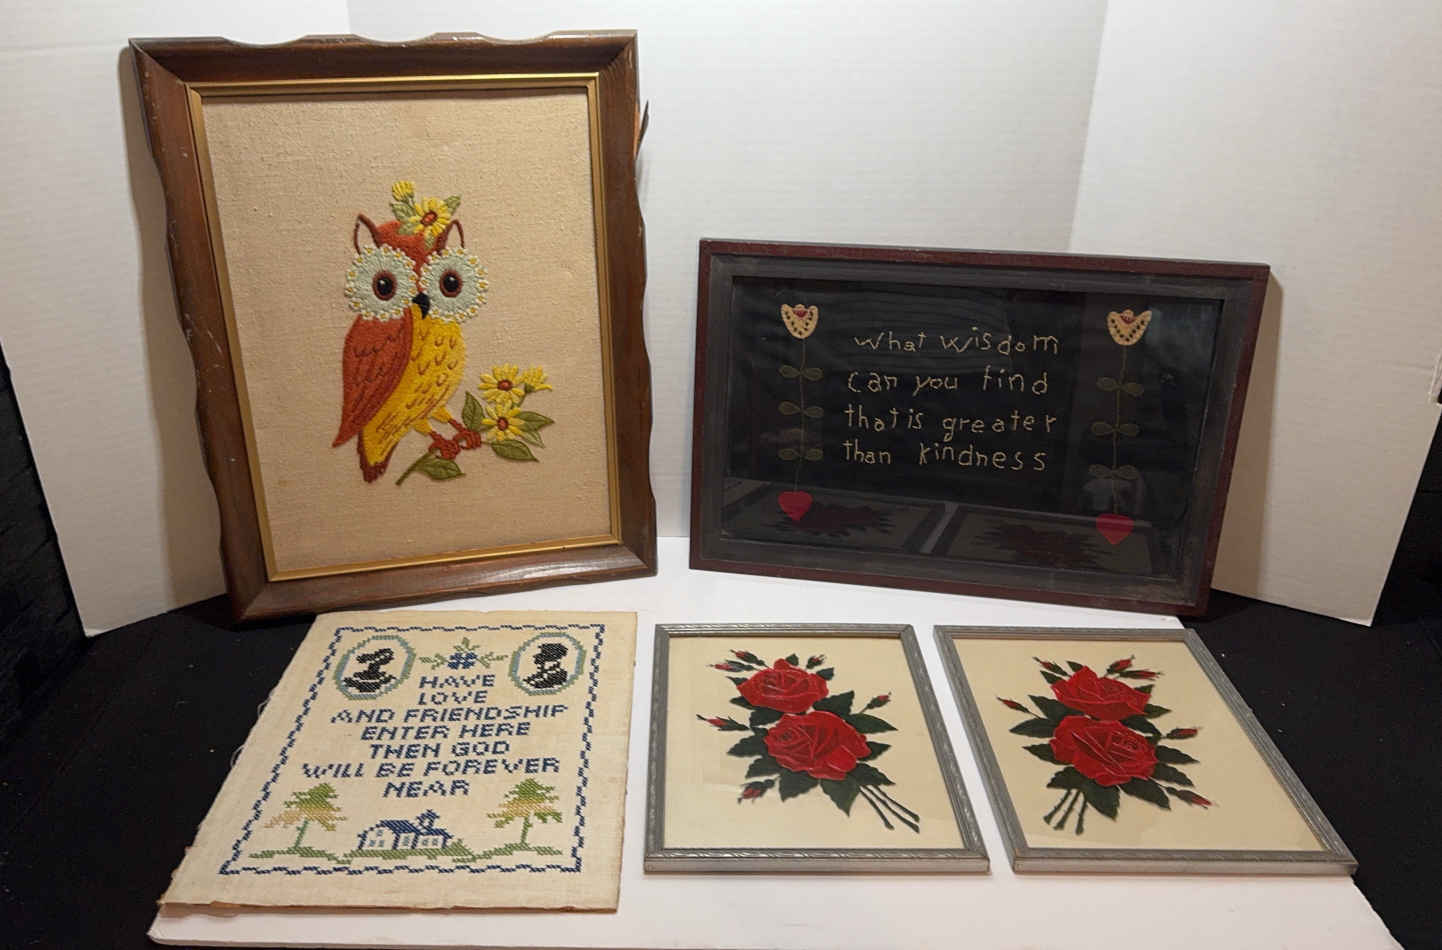 what wisdom
can you find
that is greater
than kindness
HAVE
LOVE
AND FRIENDSHIP
ENTER HERE
THEN GOD
WILL BE FOREVER
NEAR